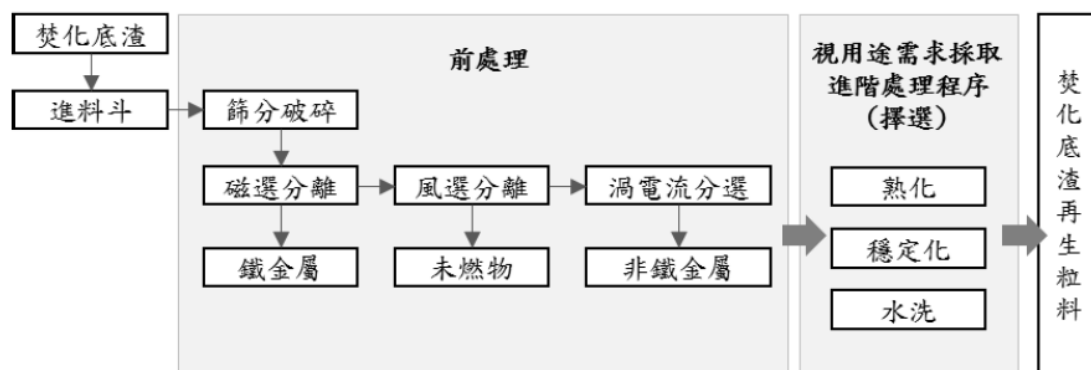 焚化底渣
進料斗
前處理
篩分破碎
磁選分離
風選分離
渦電流分選
鐵金屬
未燃物
非鐵金屬
視用途需求採取
進階處理程序
(擇選)
熟化
穩定化
水洗
焚化底渣再生粒料